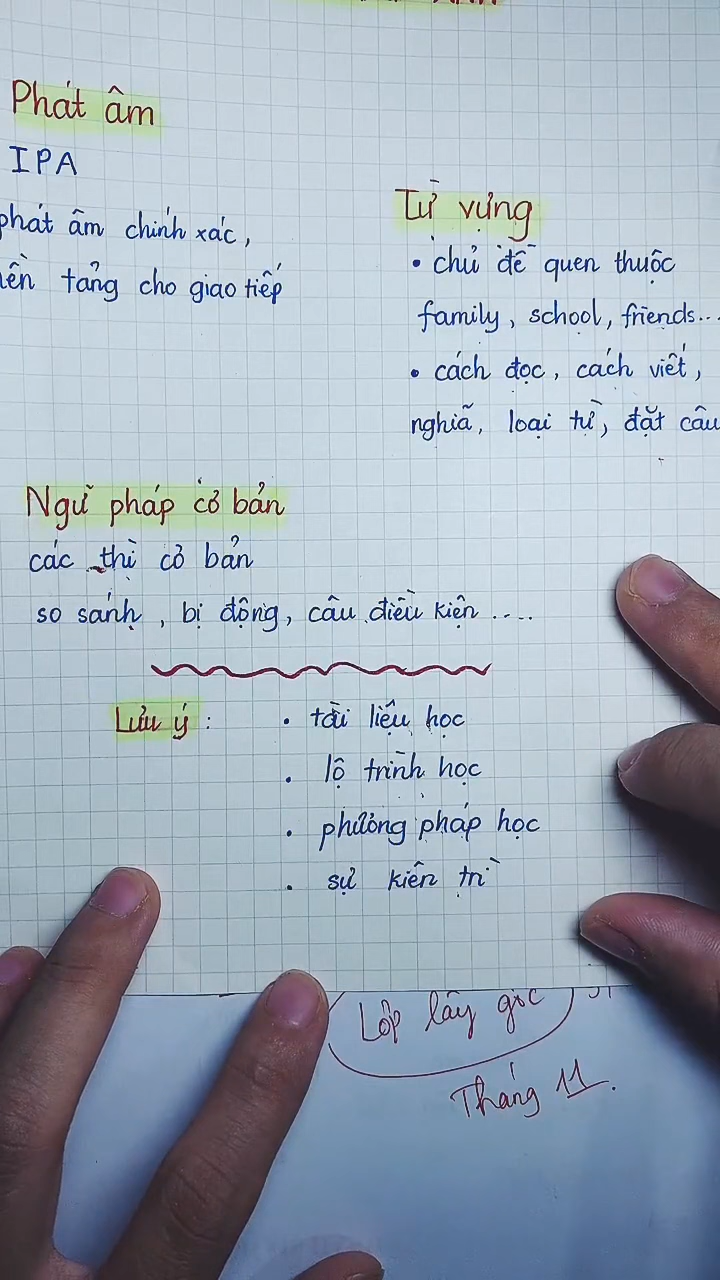 Phát âm
IPA
phát âm chính xác,
nền tảng cho giao tiếp
Từ vựng
• chủ đề quen thuộc
family, school, friends...
• cách đọc, cách viết,
nghĩa, loại từ, đặt câu
Ngữ pháp cơ bản
các thì cơ bản
so sánh, bị động, câu điều kiện ....
Lưu ý:
• tài liệu học
• lộ trình học
• phương pháp học
• sự kiên trì
Lớp lấy gốc
Tháng 11.